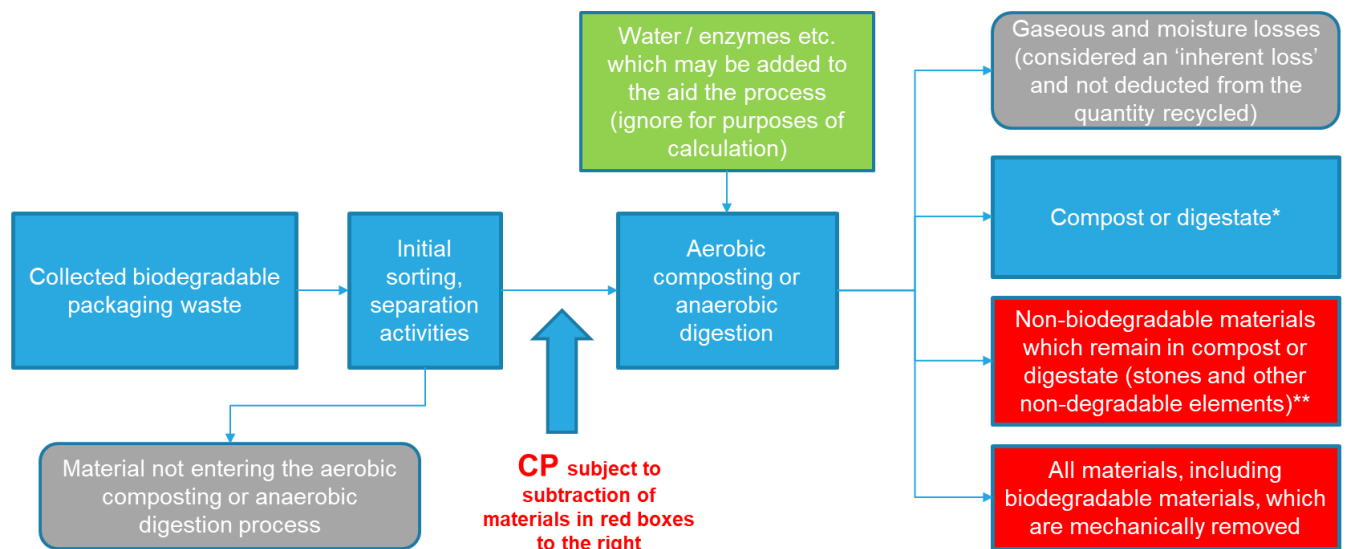 Water / enzymes etc.
which may be added to
the aid the process
(ignore for purposes of
calculation)
Gaseous and moisture losses
(considered an ‘inherent loss’
and not deducted from the
quantity recycled)
Collected biodegradable
packaging waste
Initial
sorting,
separation
activities
Aerobic
composting or
anaerobic
digestion
Compost or digestate*
Non-biodegradable materials
which remain in compost or
digestate (stones and other
non-degradable elements)**
Material not entering the aerobic
composting or anaerobic
digestion process
CP subject to
subtraction of
materials in red boxes
to the right
All materials, including
biodegradable materials, which
are mechanically removed